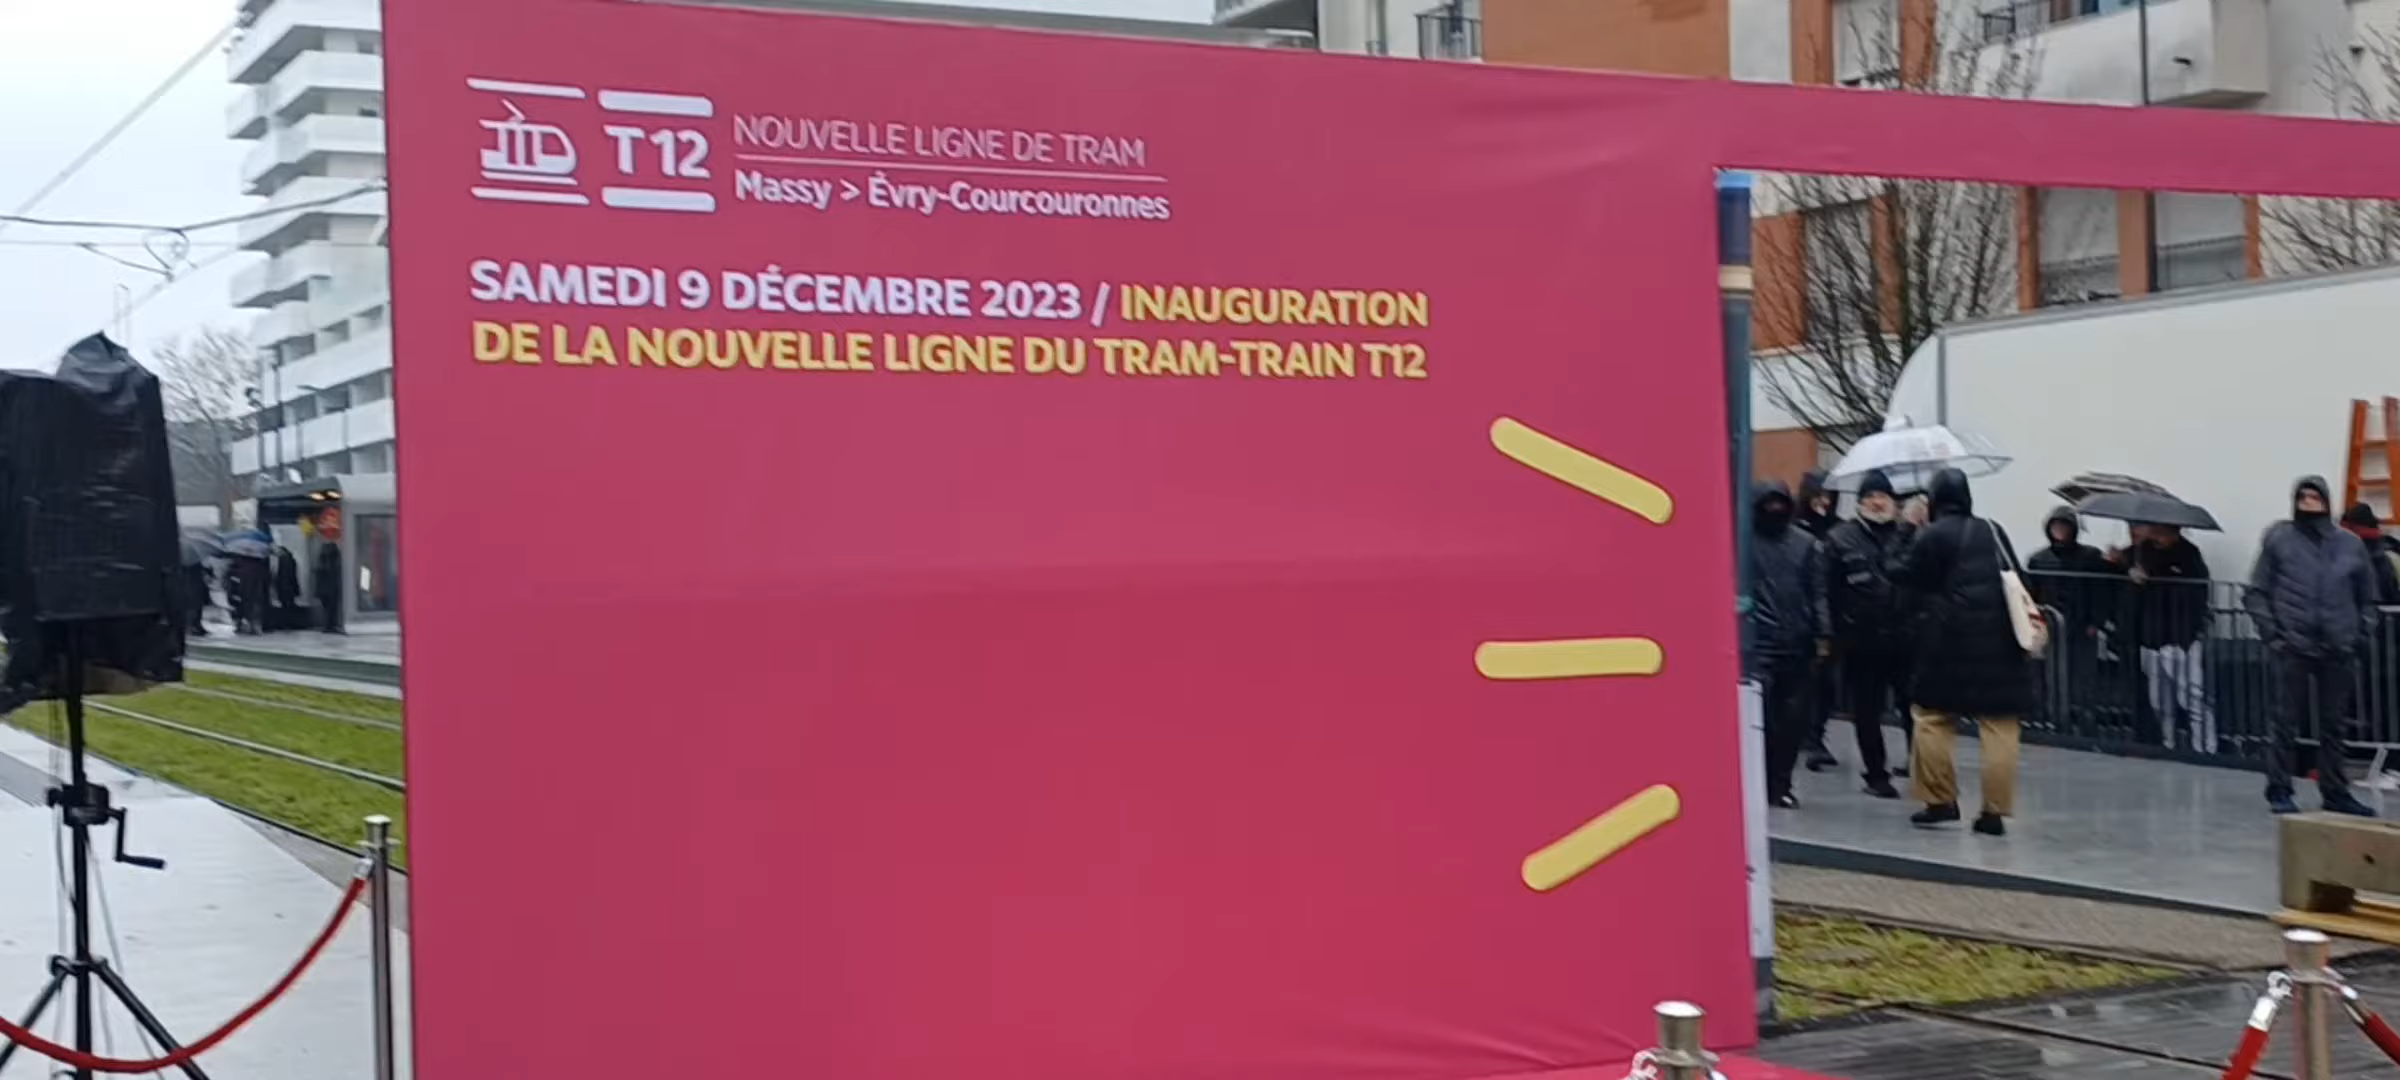 T12
NOUVELLE LIGNE DE TRAM
Massy > Évry-Courcouronnes
SAMEDI 9 DÉCEMBRE 2023 / INAUGURATION
DE LA NOUVELLE LIGNE DU TRAM-TRAIN T12